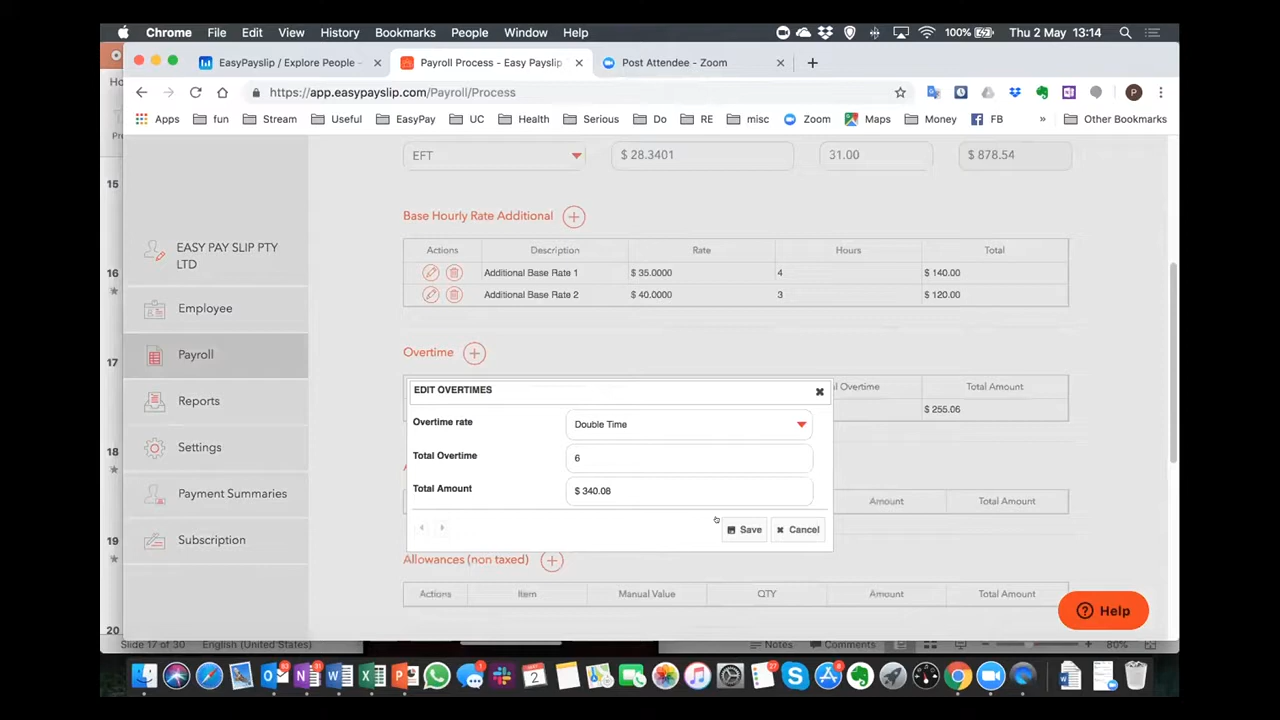 Chrome File Edit View History Bookmarks People Window Help 100% Thu 2 May 13:14
EasyPayslip / Explore People - Payroll Process - Easy Payslip Post Attendee - Zoom
https://app.easypayslip.com/Payroll/Process
Apps fun Stream Useful EasyPay UC Health Serious Do RE misc Zoom Maps Money FB » Other Bookmarks
EFT $ 28.3401 31.00 $ 878.54
15
Base Hourly Rate Additional
Actions Description Rate Hours Total
EASY PAY SLIP PTY
LTD
16
Additional Base Rate 1 $ 35.0000 4 $ 140.00
Additional Base Rate 2 $ 40.0000 3 $ 120.00
Employee
Payroll
17
Overtime
Total Amount
$ 255.06
EDIT OVERTIMES
Overtime rate Double Time
Total Overtime 6
Total Amount $ 340.08
Save Cancel
Reports
Settings
18
Payment Summaries
Amount Total Amount
Subscription
19
Allowances (non taxed)
Actions Item Manual Value QTY Amount Total Amount
Help
20
Slide 17 of 30 English (United States) Notes Comments 80%